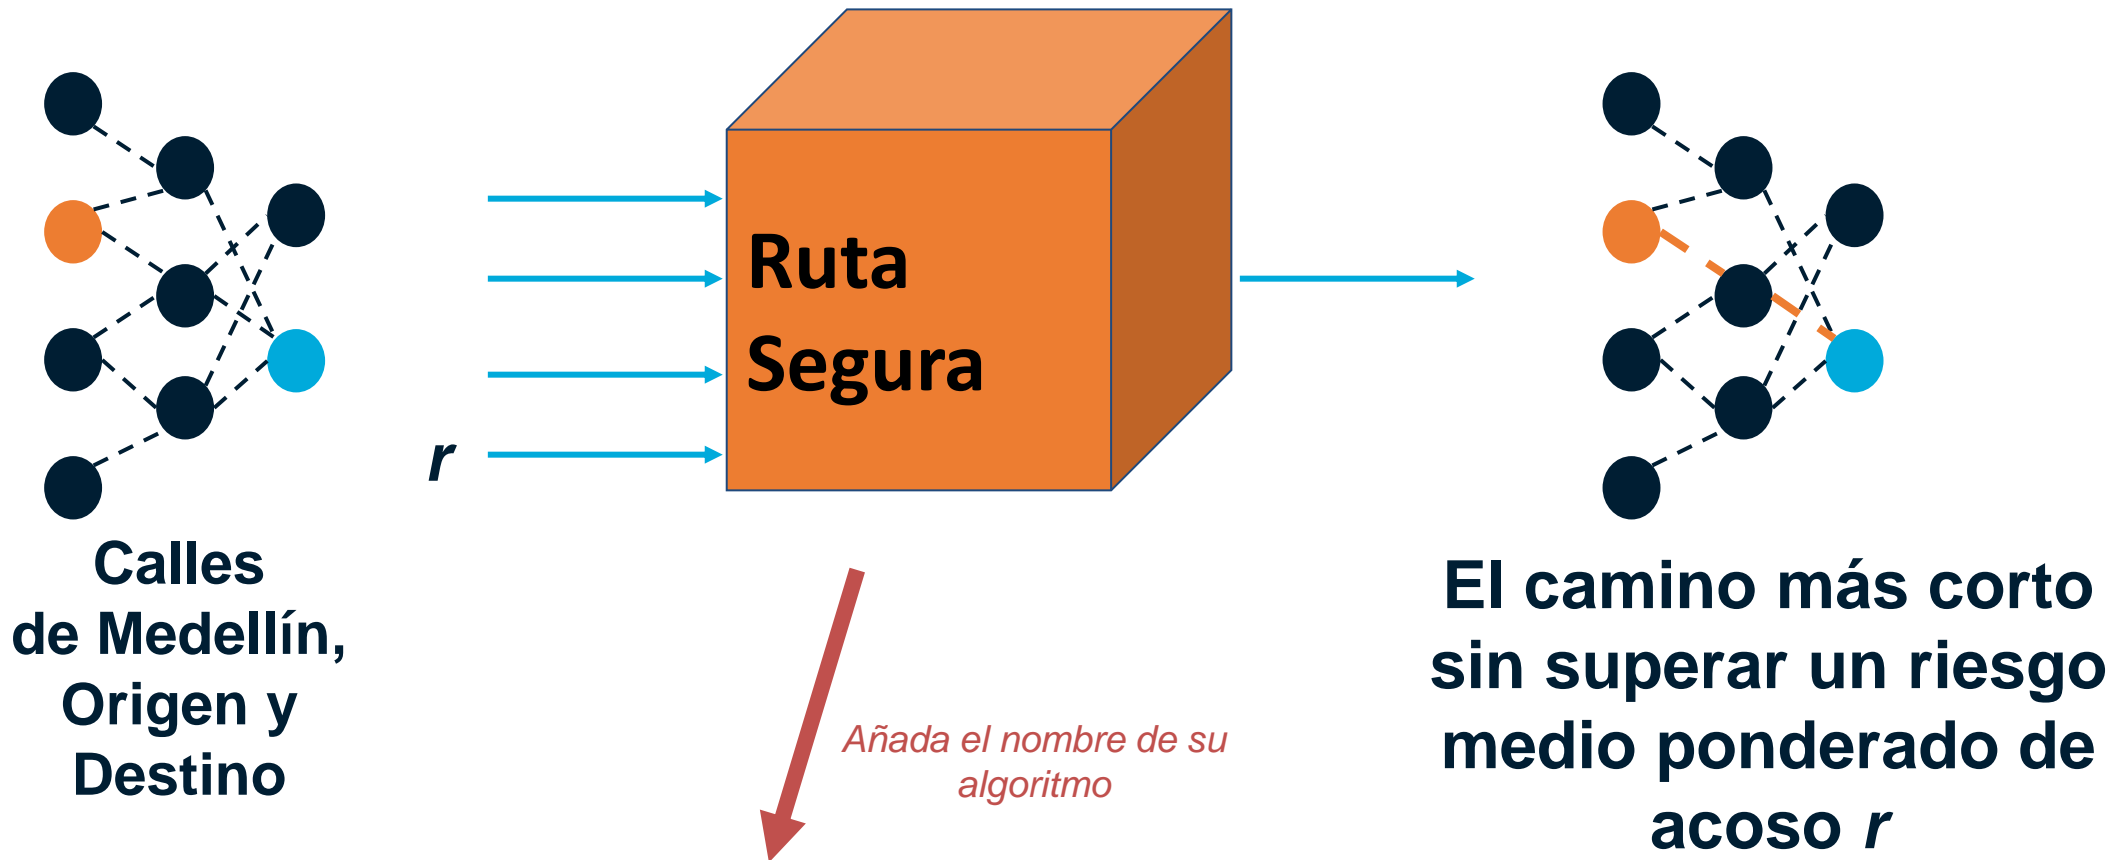 Calles
de Medellín,
Origen y
Destino
r
Ruta
Segura
Añada el nombre de su
algoritmo
El camino más corto
sin superar un riesgo
medio ponderado de
acoso r